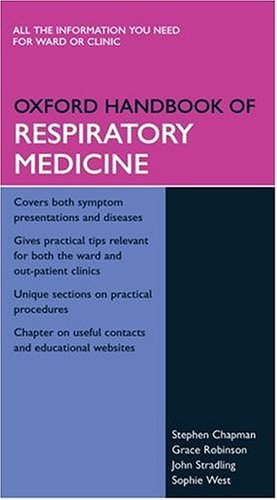 ALL THE INFORMATION YOU NEED
FOR WARD OR CLINIC
OXFORD HANDBOOK OF
RESPIRATORY
MEDICINE
Covers both symptom
presentations and diseases
Gives practical tips relevant
for both the ward and
out-patient clinics
Unique sections on practical
procedures
Chapter on useful contacts
and educational websites
Stephen Chapman
Grace Robinson
John Stradling
Sophie West